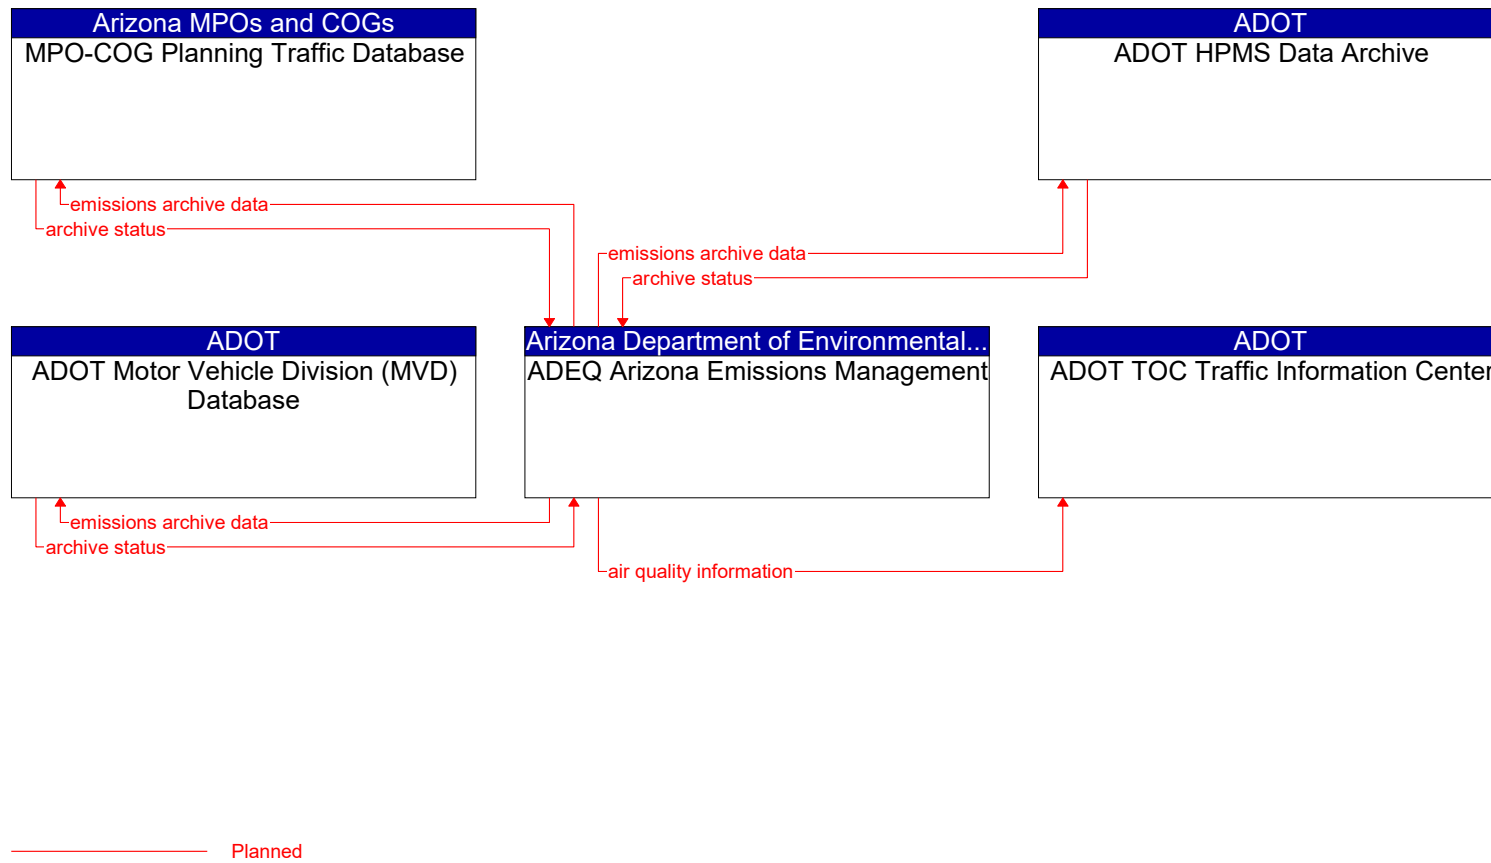 Arizona MPOs and COGs
MPO-COG Planning Traffic Database
ADOT
ADOT HPMS Data Archive
emissions archive data
archive status
emissions archive data
archive status
ADOT
ADOT Motor Vehicle Division (MVD)
Database
Arizona Department of Environmental...
ADEQ Arizona Emissions Management
ADOT
ADOT TOC Traffic Information Center
emissions archive data
archive status
air quality information
Planned